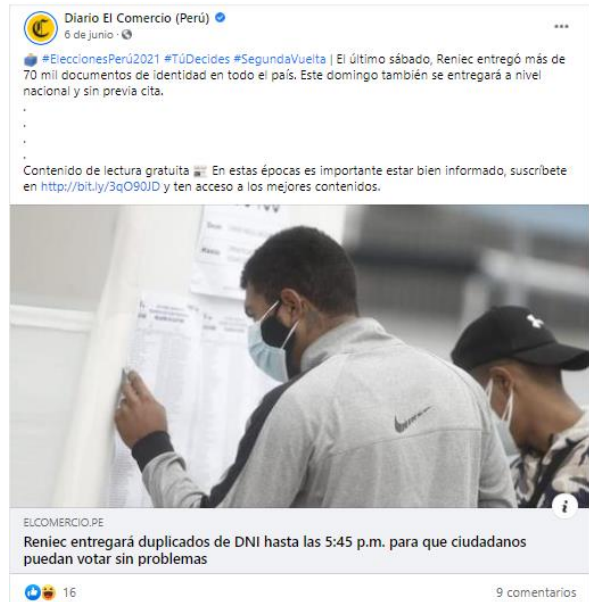 Diario El Comercio (Perú)
6 de junio ·
#EleccionesPerú2021 #TúDecides #SegundaVuelta | El último sábado, Reniec entregó más de
70 mil documentos de identidad en todo el país. Este domingo también se entregará a nivel
nacional y sin previa cita.
.
.
.
.
Contenido de lectura gratuita 📰 En estas épocas es importante estar bien informado, suscríbete
en http://bit.ly/3qO90JD y ten acceso a los mejores contenidos.
ELCOMERCIO.PE
Reniec entregará duplicados de DNI hasta las 5:45 p.m. para que ciudadanos
puedan votar sin problemas
16
9 comentarios